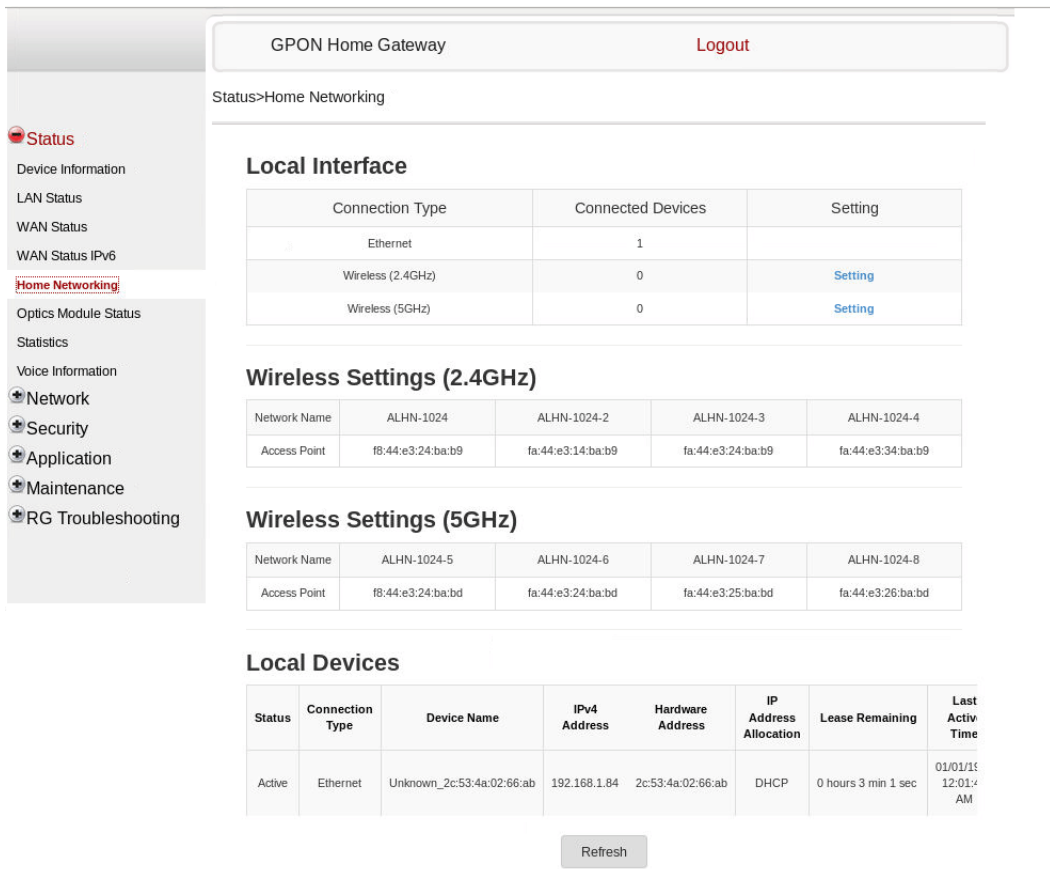 GPON Home Gateway Logout
Status>Home Networking
Status
Device Information
LAN Status
WAN Status
WAN Status IPv6
Home Networking
Optics Module Status
Statistics
Voice Information
Network
Security
Application
Maintenance
RG Troubleshooting
Local Interface
Connection Type Connected Devices Setting
Ethernet 1
Wireless (2.4GHz) 0 Setting
Wireless (5GHz) 0 Setting
Wireless Settings (2.4GHz)
Network Name ALHN-1024 ALHN-1024-2 ALHN-1024-3 ALHN-1024-4
Access Point f8:44:e3:24:ba:b9 fa:44:e3:14:ba:b9 fa:44:e3:24:ba:b9 fa:44:e3:34:ba:b9
Wireless Settings (5GHz)
Network Name ALHN-1024-5 ALHN-1024-6 ALHN-1024-7 ALHN-1024-8
Access Point f8:44:e3:24:ba:bd fa:44:e3:24:ba:bd fa:44:e3:25:ba:bd fa:44:e3:26:ba:bd
Local Devices
Status Connection Type Device Name IPv4 Address Hardware Address IP Address Allocation Lease Remaining Last Activ Time
Active Ethernet Unknown_2c:53:4a:02:66:ab 192.168.1.84 2c:53:4a:02:66:ab DHCP 0 hours 3 min 1 sec 01/01/19 12:01:4 AM
Refresh